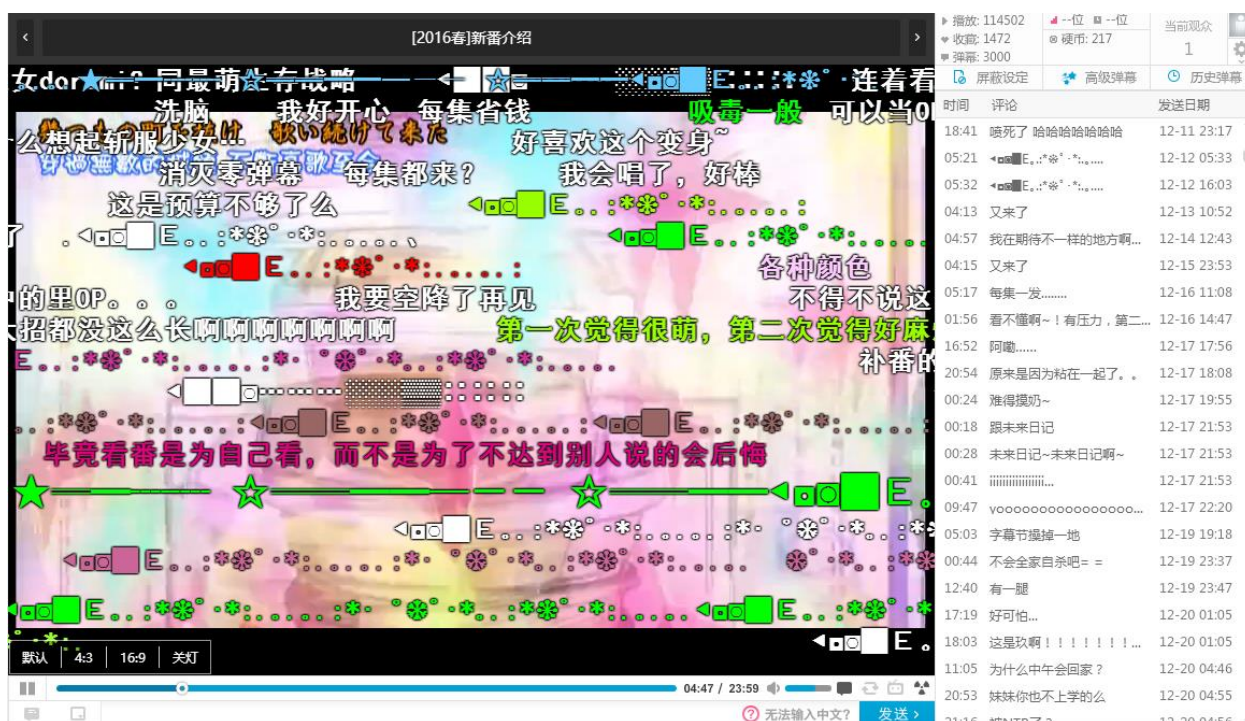 [2016春]新番介绍
播放: 114502
--位
--位
当前观众
收藏: 1472
硬币: 217
1
弹幕: 3000
屏蔽设定
高级弹幕
历史弹幕
时间
评论
发送日期
连着看
洗脑
我好开心
每集省钱
吸毒一般
可以当O
么想起斩服少女...
好喜欢这个变身~
消灭零弹幕
每集都来?
我会唱了，好棒
这是预算不够了么
各种颜色
的里OP。。。
我要空降了再见
不得不说这
招都没这么长啊啊啊啊啊啊啊
第一次觉得很萌，第二次觉得好麻
补番的
毕竟看番是为自己看，而不是为了不达到别人说的会后悔
默认
4:3
16:9
关灯
04:47 / 23:59
无法输入中文?
发送 ›
18:41 喷死了 哈哈哈哈哈哈哈 12-11 23:17
05:21 12-12 05:33
05:32 12-12 16:03
04:13 又来了 12-13 10:52
04:57 我在期待不一样的地方啊... 12-14 12:43
04:15 又来了 12-15 23:53
05:17 每集一发........ 12-16 11:08
01:56 看不懂啊~！有压力，第二... 12-16 14:47
16:52 阿嘞...... 12-17 17:56
20:54 原来是因为粘在一起了。。 12-17 18:08
00:24 难得摸奶~ 12-17 19:55
00:18 跟未来日记 12-17 21:53
00:28 未来日记~未来日记啊~ 12-17 21:53
00:41 12-17 21:53
09:47 yoooooooooooooooo... 12-17 22:20
05:03 字幕节操掉一地 12-19 19:18
00:44 不会全家自杀吧= = 12-19 23:37
12:40 有一腿 12-19 23:47
17:19 好可怕... 12-20 01:05
18:03 这是玖啊！！！！！！！... 12-20 01:05
11:05 为什么中午会回家？ 12-20 04:46
20:53 妹妹你也不上学的么 12-20 04:55